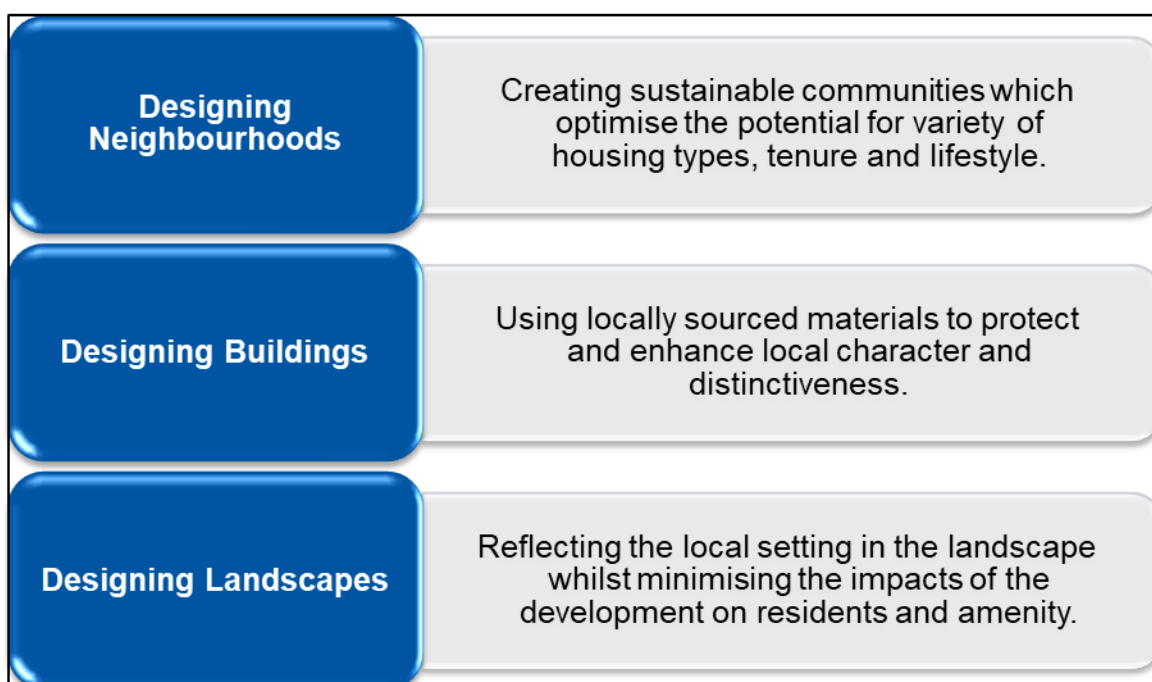 Designing
Neighbourhoods
Creating sustainable communities which
optimise the potential for variety of
housing types, tenure and lifestyle.
Designing Buildings
Using locally sourced materials to protect
and enhance local character and
distinctiveness.
Designing Landscapes
Reflecting the local setting in the landscape
whilst minimising the impacts of the
development on residents and amenity.